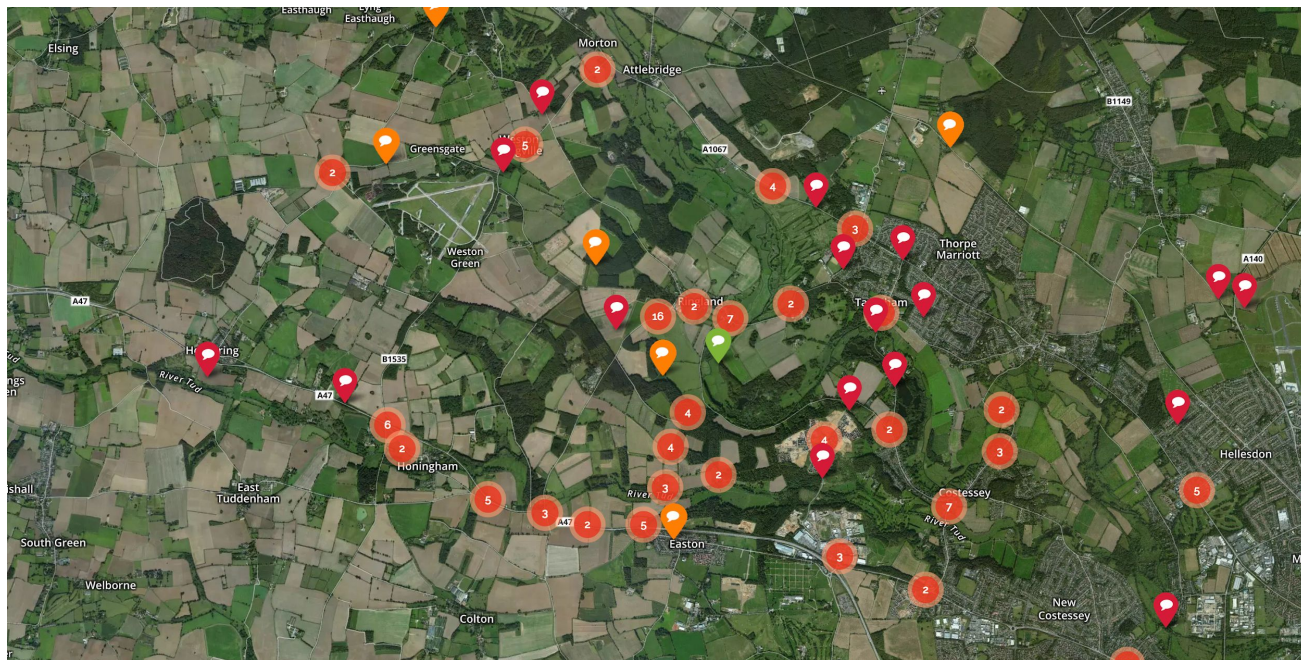 Easthaugh
Lyng
Easthaugh
Elsing
Morton
2
Attlebridge
B1149
Greensgate
5
A1067
2
4
3
Thorpe
Marriott
Weston
Green
A140
A47
16
2
7
2
B1535
River Tud
A47
4
2
6
2
4
4
2
3
Honingham
Hellesdon
East
Tuddenham
3
2
River Tud
5
Costessey
5
3
A47
2
5
7
River Tud
South Green
Easton
3
Welborne
2
New
Costessey
Colton